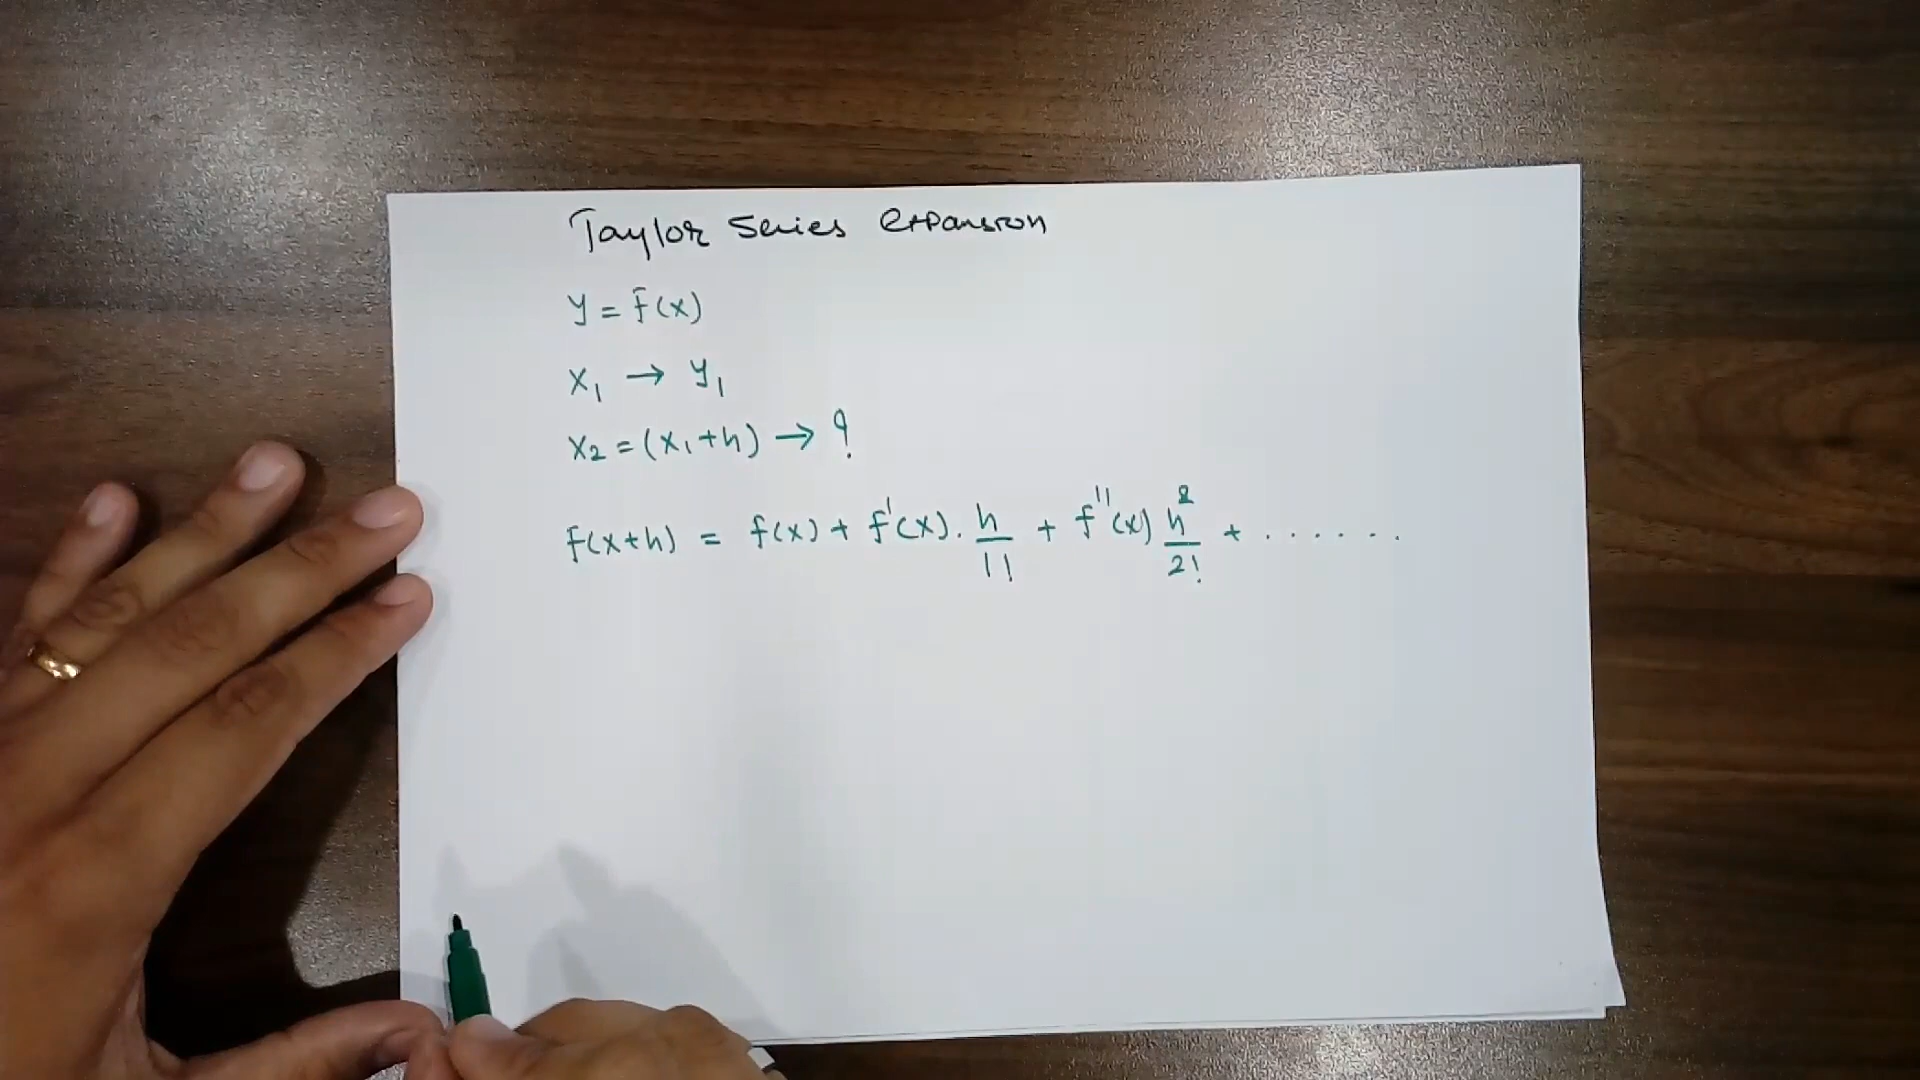 Taylor Series expansion
y = f(x)
x₁ → y₁
x₂ = (x₁+h) → ?
f(x+h) = f(x) + f'(x). h/1! + f''(x) h²/2! + .......